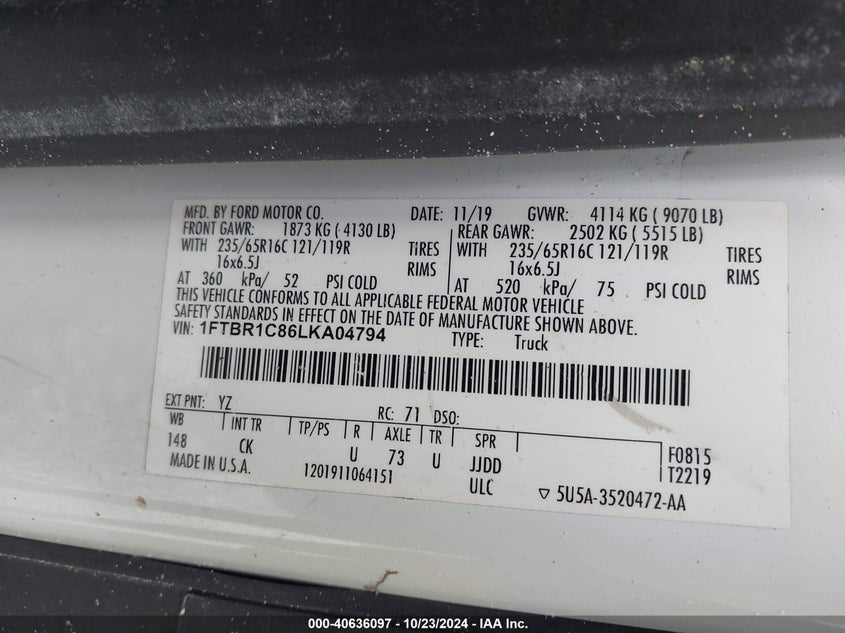 MFD. BY FORD MOTOR CO. DATE: 11/19 GVWR: 4114 KG ( 9070 LB)
FRONT GAWR: 1873 KG ( 4130 LB) REAR GAWR: 2502 KG ( 5515 LB)
WITH 235/65R16C 121/119R TIRES WITH 235/65R16C 121/119R TIRES
16x6.5J RIMS 16x6.5J RIMS
AT 360 kPa/ 52 PSI COLD AT 520 kPa/ 75 PSI COLD
THIS VEHICLE CONFORMS TO ALL APPLICABLE FEDERAL MOTOR VEHICLE
SAFETY STANDARDS IN EFFECT ON THE DATE OF MANUFACTURE SHOWN ABOVE.
VIN: 1FTBR1C86LKA04794 TYPE: Truck
EXT PNT: YZ RC: 71 DSO:
WB INT TR TP/PS R AXLE TR SPR F0815
148 CK U 73 U JJDD T2219
MADE IN U.S.A. 1201911064151 ULC ▽ 5U5A-3520472-AA
000-40636097 - 10/23/2024 - IAA Inc.